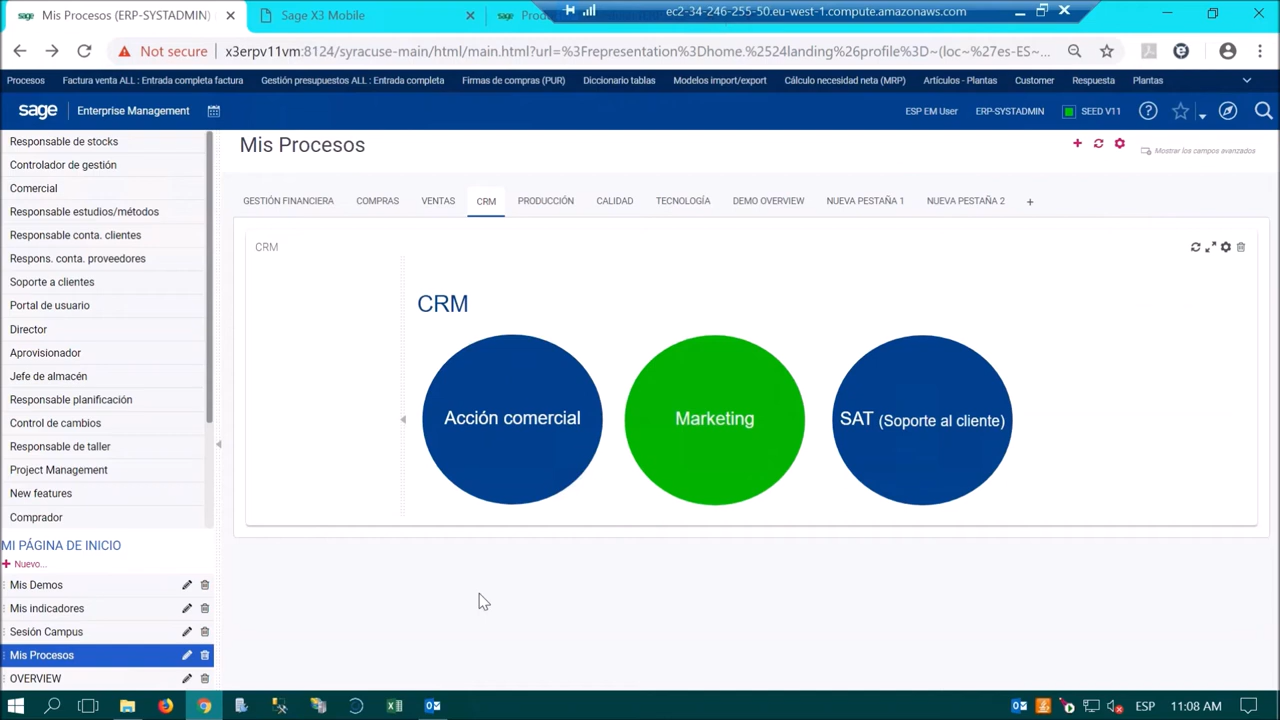 Mis Procesos (ERP-SYSTADMIN)
Sage X3 Mobile
ec2-34-246-255-50.eu-west-1.compute.amazonaws.com
Not secure
x3erpv11vm:8124/syracuse-main/html/main.html?url=%3Frepresentation%3Dhome.%2524landing%26profile%3D~(loc~%27es-ES~...
Procesos
Factura venta ALL : Entrada completa factura
Gestión presupuestos ALL : Entrada completa
Firmas de compras (PUR)
Diccionario tablas
Modelos import/export
Cálculo necesidad neta (MRP)
Artículos - Plantas
Customer
Respuesta
Plantas
sage
Enterprise Management
ESP EM User
ERP-SYSTADMIN
SEED V11
Responsable de stocks
Controlador de gestión
Comercial
Responsable estudios/métodos
Responsable conta. clientes
Respons. conta. proveedores
Soporte a clientes
Portal de usuario
Director
Aprovisionador
Jefe de almacén
Responsable planificación
Control de cambios
Responsable de taller
Project Management
New features
Comprador
MI PÁGINA DE INICIO
Nuevo...
Mis Demos
Mis indicadores
Sesión Campus
Mis Procesos
OVERVIEW
Mis Procesos
Mostrar los campos avanzados
GESTIÓN FINANCIERA
COMPRAS
VENTAS
CRM
PRODUCCIÓN
CALIDAD
TECNOLOGÍA
DEMO OVERVIEW
NUEVA PESTAÑA 1
NUEVA PESTAÑA 2
CRM
CRM
Acción comercial
Marketing
SAT (Soporte al cliente)
ESP
11:08 AM